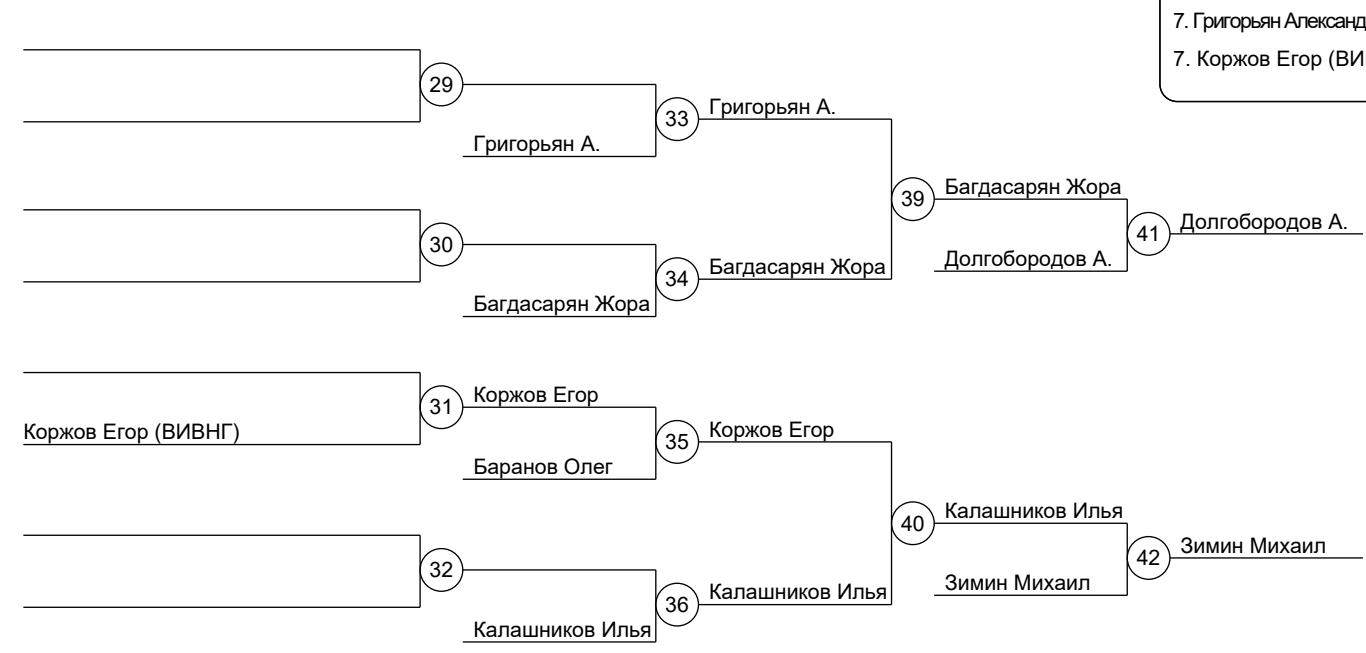 7. Григорьян Александ
7. Коржов Егор (ВИ
29
33
Григорьян А.
Григорьян А.
39
Багдасарян Жора
41
Долгобородов А.
30
34
Багдасарян Жора
Долгобородов А.
Багдасарян Жора
31
Коржов Егор
Коржов Егор (ВИВНГ)
35
Коржов Егор
Баранов Олег
40
Калашников Илья
42
Зимин Михаил
32
36
Калашников Илья
Зимин Михаил
Калашников Илья